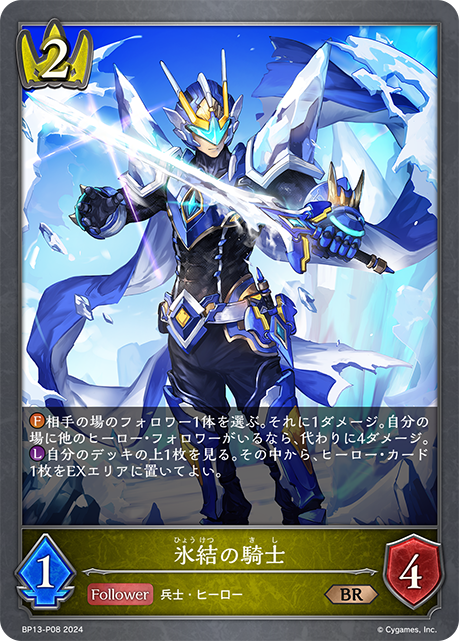 2
Ⓕ相手の場のフォロワー1体を選ぶ。それに1ダメージ。自分の
場に他のヒーロー・フォロワーがいるなら、代わりに4ダメージ。
Ⓛ自分のデッキの上1枚を見る。その中から、ヒーロー・カード
1枚をEXエリアに置いてよい。
ひょうけつ きし
氷結の騎士
1
Follower 兵士・ヒーロー BR
4
BP13-P08 2024 © Cygames, Inc.